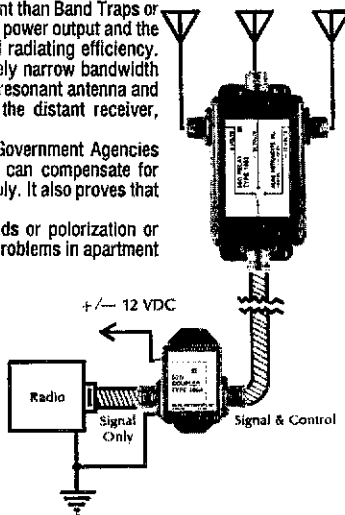 nt than Band Traps or
power output and the
radiating efficiency.
ly narrow bandwidth
resonant antenna and
the distant receiver,
Government Agencies
can compensate for
uly. It also proves that
ds or polorization or
roblems in apartment
+/– 12 VDC
Radio
Signal
Only
COUPLER
Signal & Control